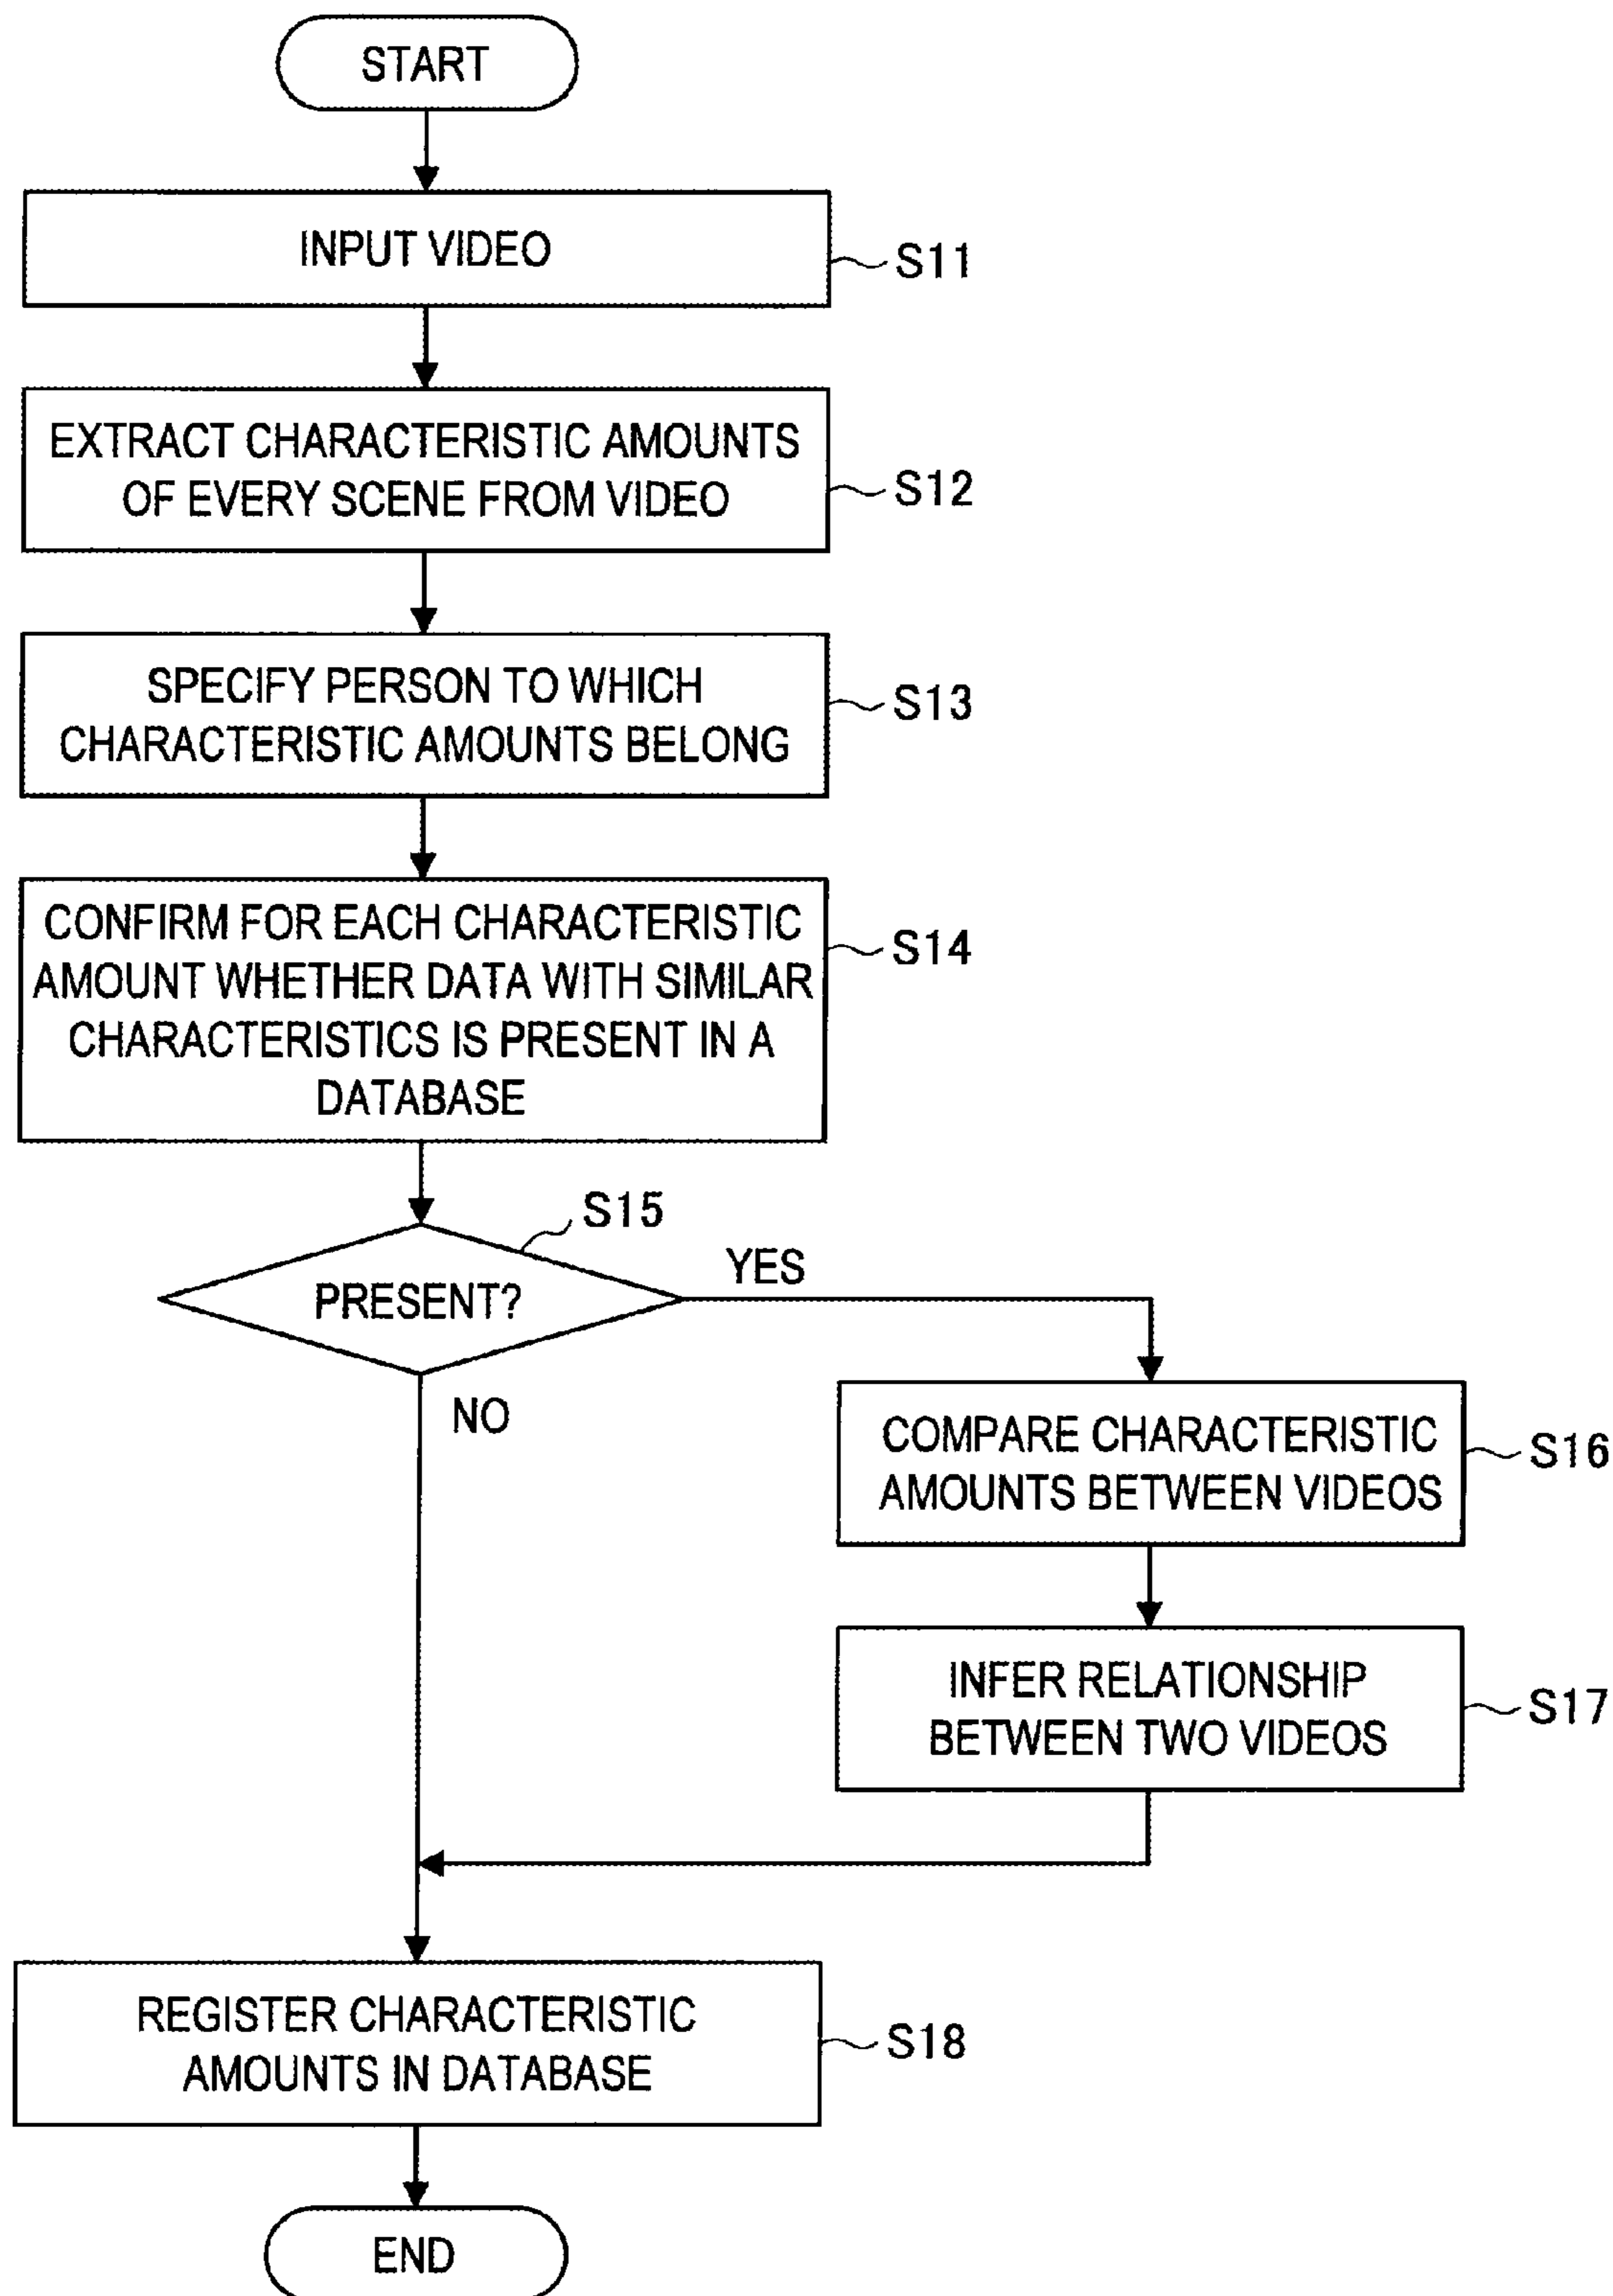 START
INPUT VIDEO
S11
EXTRACT CHARACTERISTIC AMOUNTS
OF EVERY SCENE FROM VIDEO
S12
SPECIFY PERSON TO WHICH
CHARACTERISTIC AMOUNTS BELONG
S13
CONFIRM FOR EACH CHARACTERISTIC
AMOUNT WHETHER DATA WITH SIMILAR
CHARACTERISTICS IS PRESENT IN A
DATABASE
S14
S15
PRESENT?
YES
NO
COMPARE CHARACTERISTIC
AMOUNTS BETWEEN VIDEOS
S16
INFER RELATIONSHIP
BETWEEN TWO VIDEOS
S17
REGISTER CHARACTERISTIC
AMOUNTS IN DATABASE
S18
END